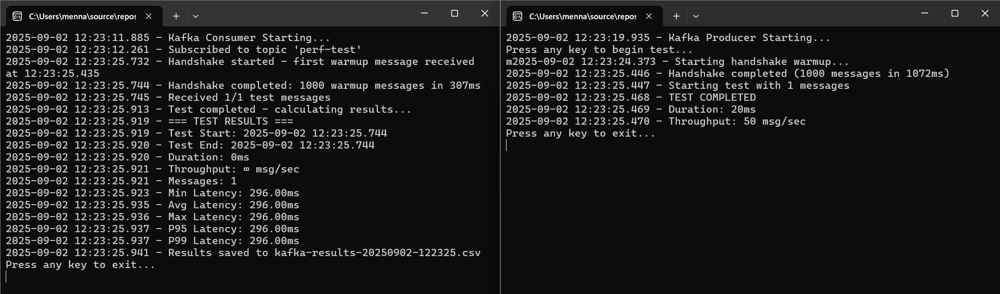 C:\Users\menna\source\repos
2025-09-02 12:23:11.885 - Kafka Consumer Starting...
2025-09-02 12:23:12.261 - Subscribed to topic 'perf-test'
2025-09-02 12:23:25.732 - Handshake started - first warmup message received
at 12:23:25.435
2025-09-02 12:23:25.744 - Handshake completed: 1000 warmup messages in 307ms
2025-09-02 12:23:25.745 - Received 1/1 test messages
2025-09-02 12:23:25.913 - Test completed - calculating results...
2025-09-02 12:23:25.919 - === TEST RESULTS ===
2025-09-02 12:23:25.919 - Test Start: 2025-09-02 12:23:25.744
2025-09-02 12:23:25.920 - Test End: 2025-09-02 12:23:25.744
2025-09-02 12:23:25.920 - Duration: 0ms
2025-09-02 12:23:25.921 - Throughput: ∞ msg/sec
2025-09-02 12:23:25.921 - Messages: 1
2025-09-02 12:23:25.923 - Min Latency: 296.00ms
2025-09-02 12:23:25.935 - Avg Latency: 296.00ms
2025-09-02 12:23:25.936 - Max Latency: 296.00ms
2025-09-02 12:23:25.937 - P95 Latency: 296.00ms
2025-09-02 12:23:25.937 - P99 Latency: 296.00ms
2025-09-02 12:23:25.941 - Results saved to kafka-results-20250902-122325.csv
Press any key to exit...
C:\Users\menna\source\repos
2025-09-02 12:23:19.935 - Kafka Producer Starting...
Press any key to begin test...
m2025-09-02 12:23:24.373 - Starting handshake warmup...
2025-09-02 12:23:25.446 - Handshake completed (1000 messages in 1072ms)
2025-09-02 12:23:25.447 - Starting test with 1 messages
2025-09-02 12:23:25.468 - TEST COMPLETED
2025-09-02 12:23:25.469 - Duration: 20ms
2025-09-02 12:23:25.470 - Throughput: 50 msg/sec
Press any key to exit...